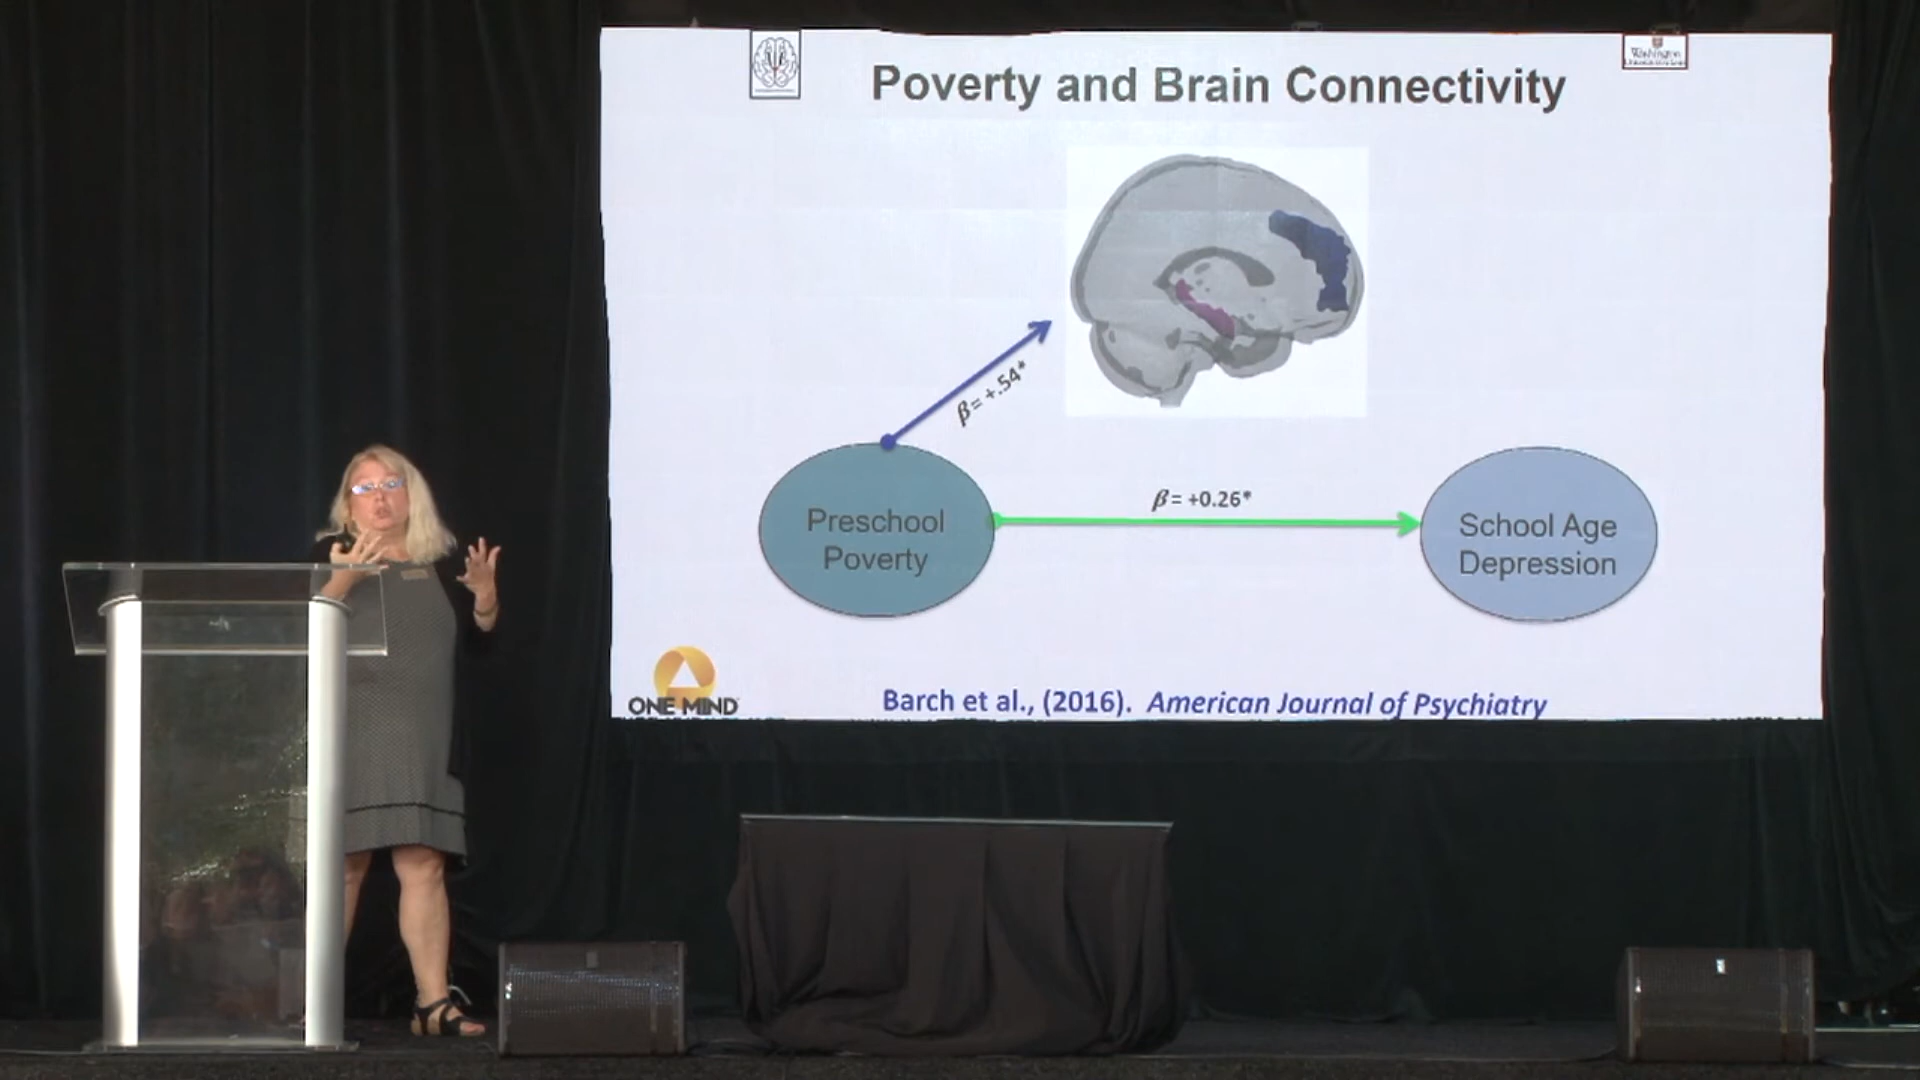 Poverty and Brain Connectivity
Washington
β = +.54*
β = +0.26*
Preschool
Poverty
School Age
Depression
ONE MIND
Barch et al., (2016). American Journal of Psychiatry